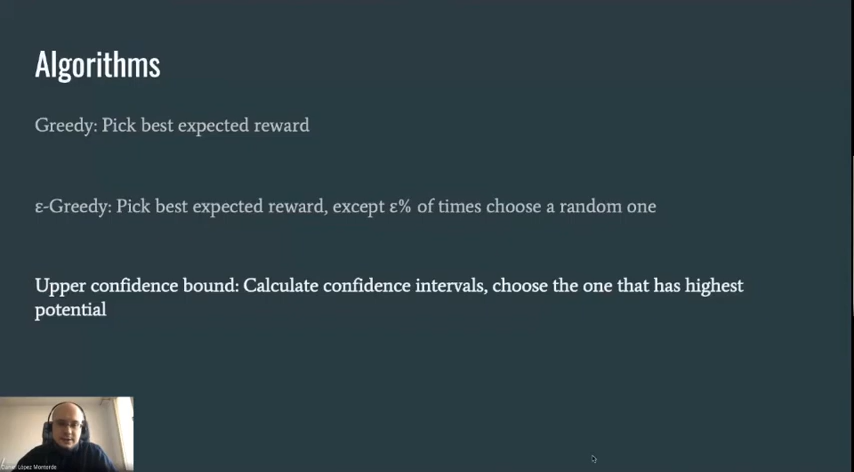 Algorithms
Greedy: Pick best expected reward
ε-Greedy: Pick best expected reward, except ε% of times choose a random one
Upper confidence bound: Calculate confidence intervals, choose the one that has highest
potential
López